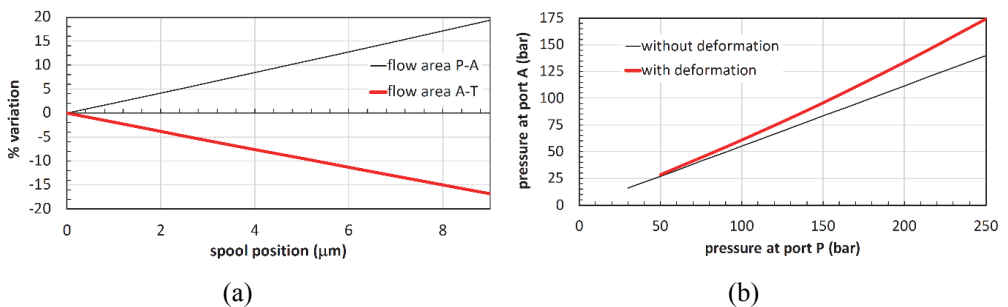 20
15
10
5
0
-5
-10
-15
-20
% variation
flow area P-A
flow area A-T
0
2
4
6
8
spool position (μm)
(a)
175
150
125
100
75
50
25
0
pressure at port A (bar)
without deformation
with deformation
0
50
100
150
200
250
pressure at port P (bar)
(b)